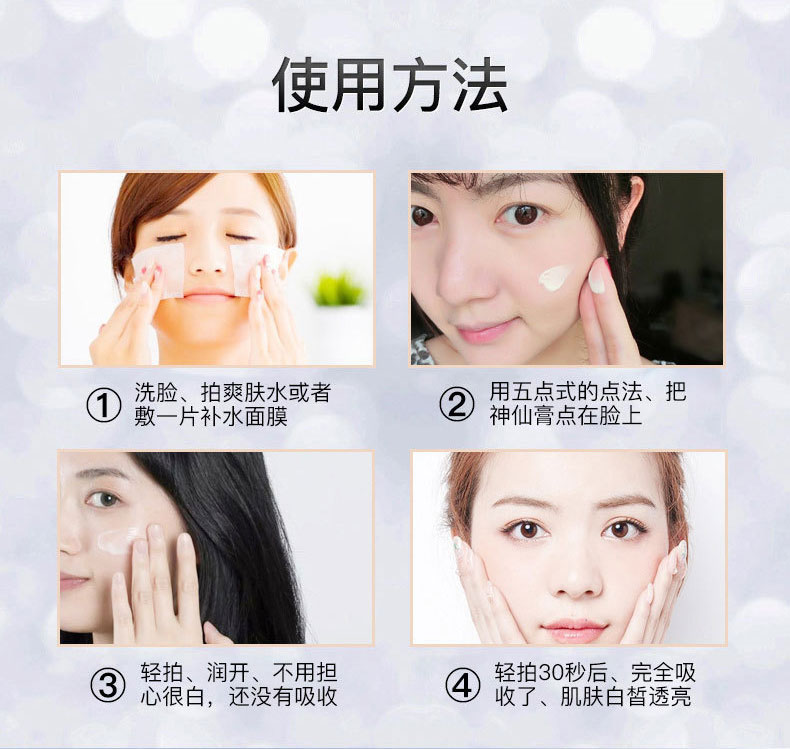 使用方法
① 洗脸、拍爽肤水或者
敷一片补水面膜
② 用五点式的点法、把
神仙膏点在脸上
③ 轻拍、润开、不用担
心很白，还没有吸收
④ 轻拍30秒后、完全吸
收了、肌肤白皙透亮